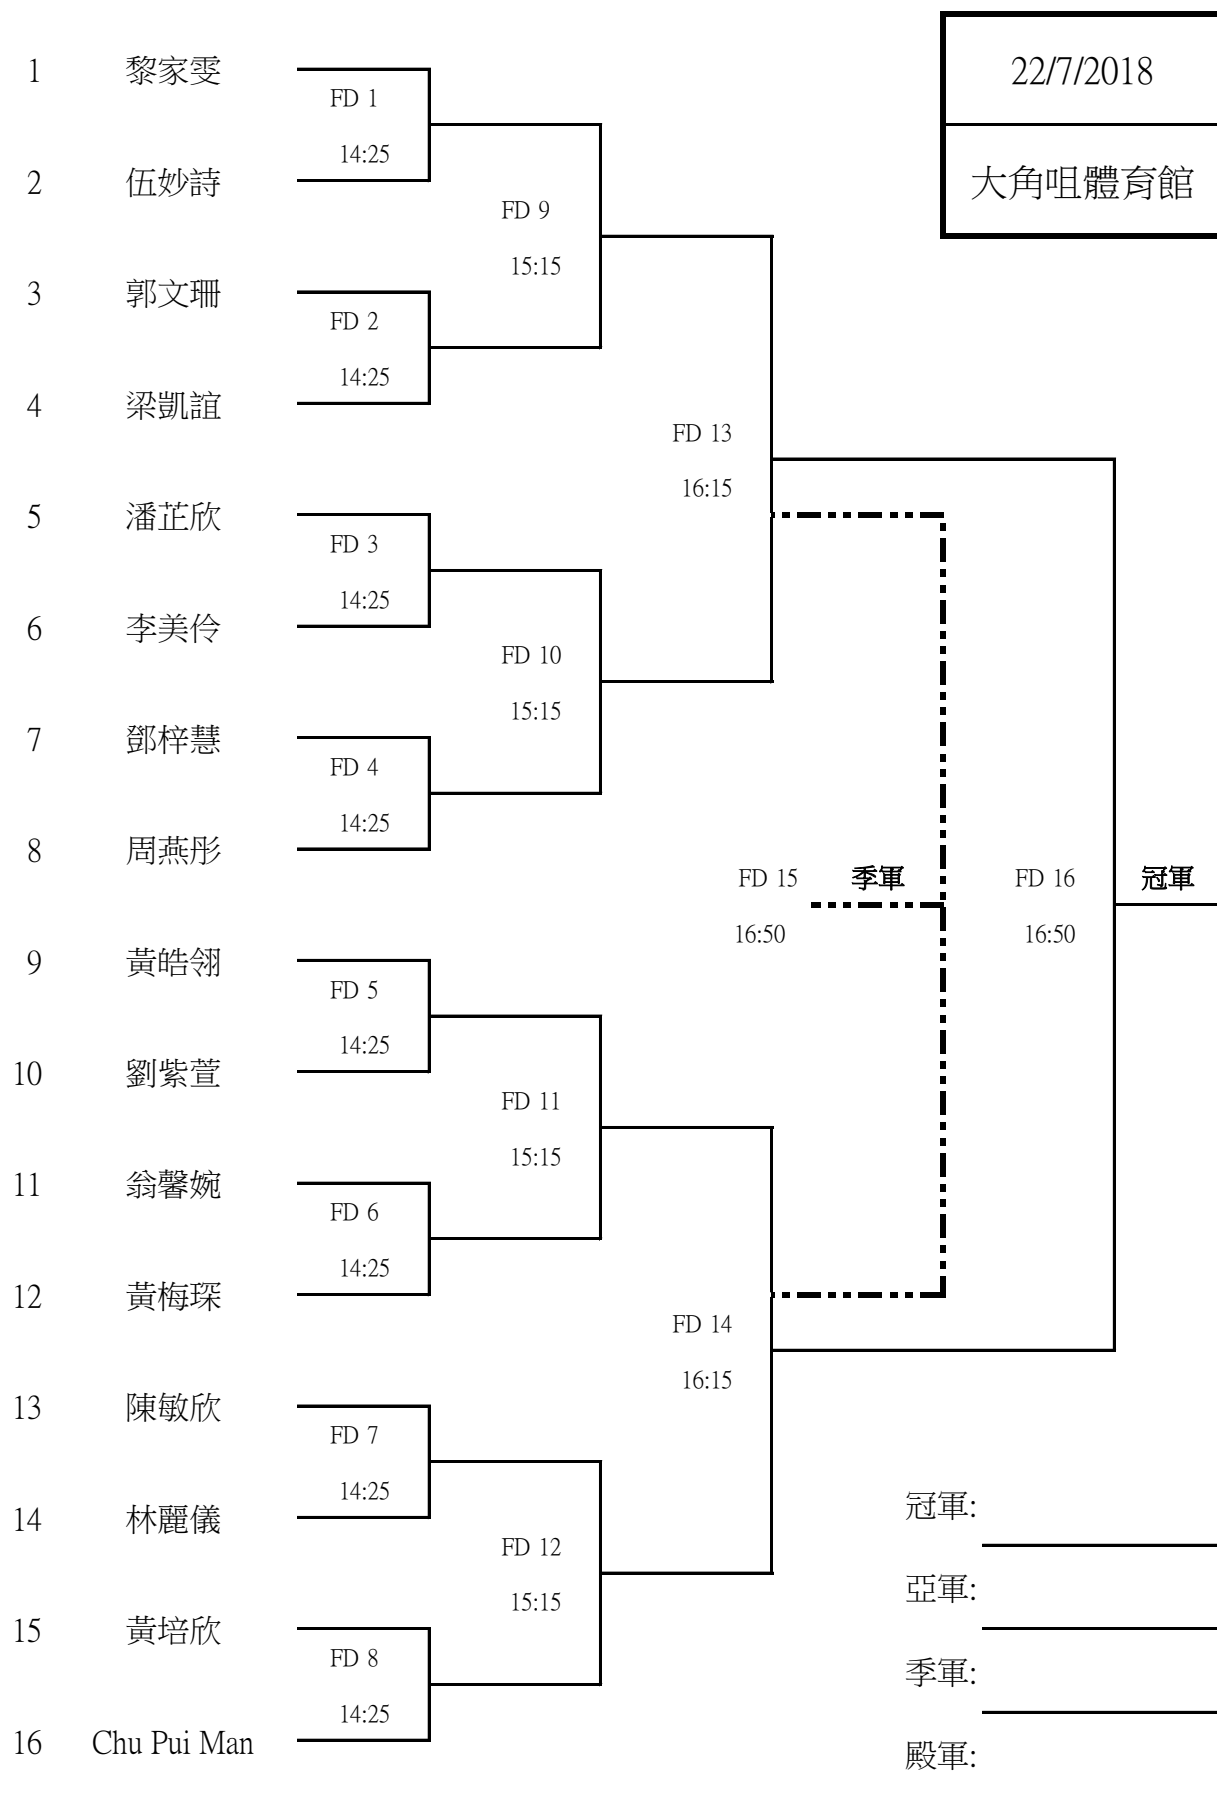 22/7/2018
大角咀體育館
1 黎家雯
FD 1
14:25
2 伍妙詩
FD 9
15:15
3 郭文珊
FD 2
14:25
4 梁凱誼
FD 13
16:15
5 潘芷欣
FD 3
14:25
6 李美伶
FD 10
15:15
7 鄧梓慧
FD 4
14:25
8 周燕彤
FD 15 季軍
16:50
FD 16 冠軍
16:50
9 黃皓翎
FD 5
14:25
10 劉紫萱
FD 11
15:15
11 翁馨婉
FD 6
14:25
12 黃梅琛
FD 14
16:15
13 陳敏欣
FD 7
14:25
14 林麗儀
FD 12
15:15
15 黃培欣
FD 8
14:25
16 Chu Pui Man
冠軍:
亞軍:
季軍:
殿軍: